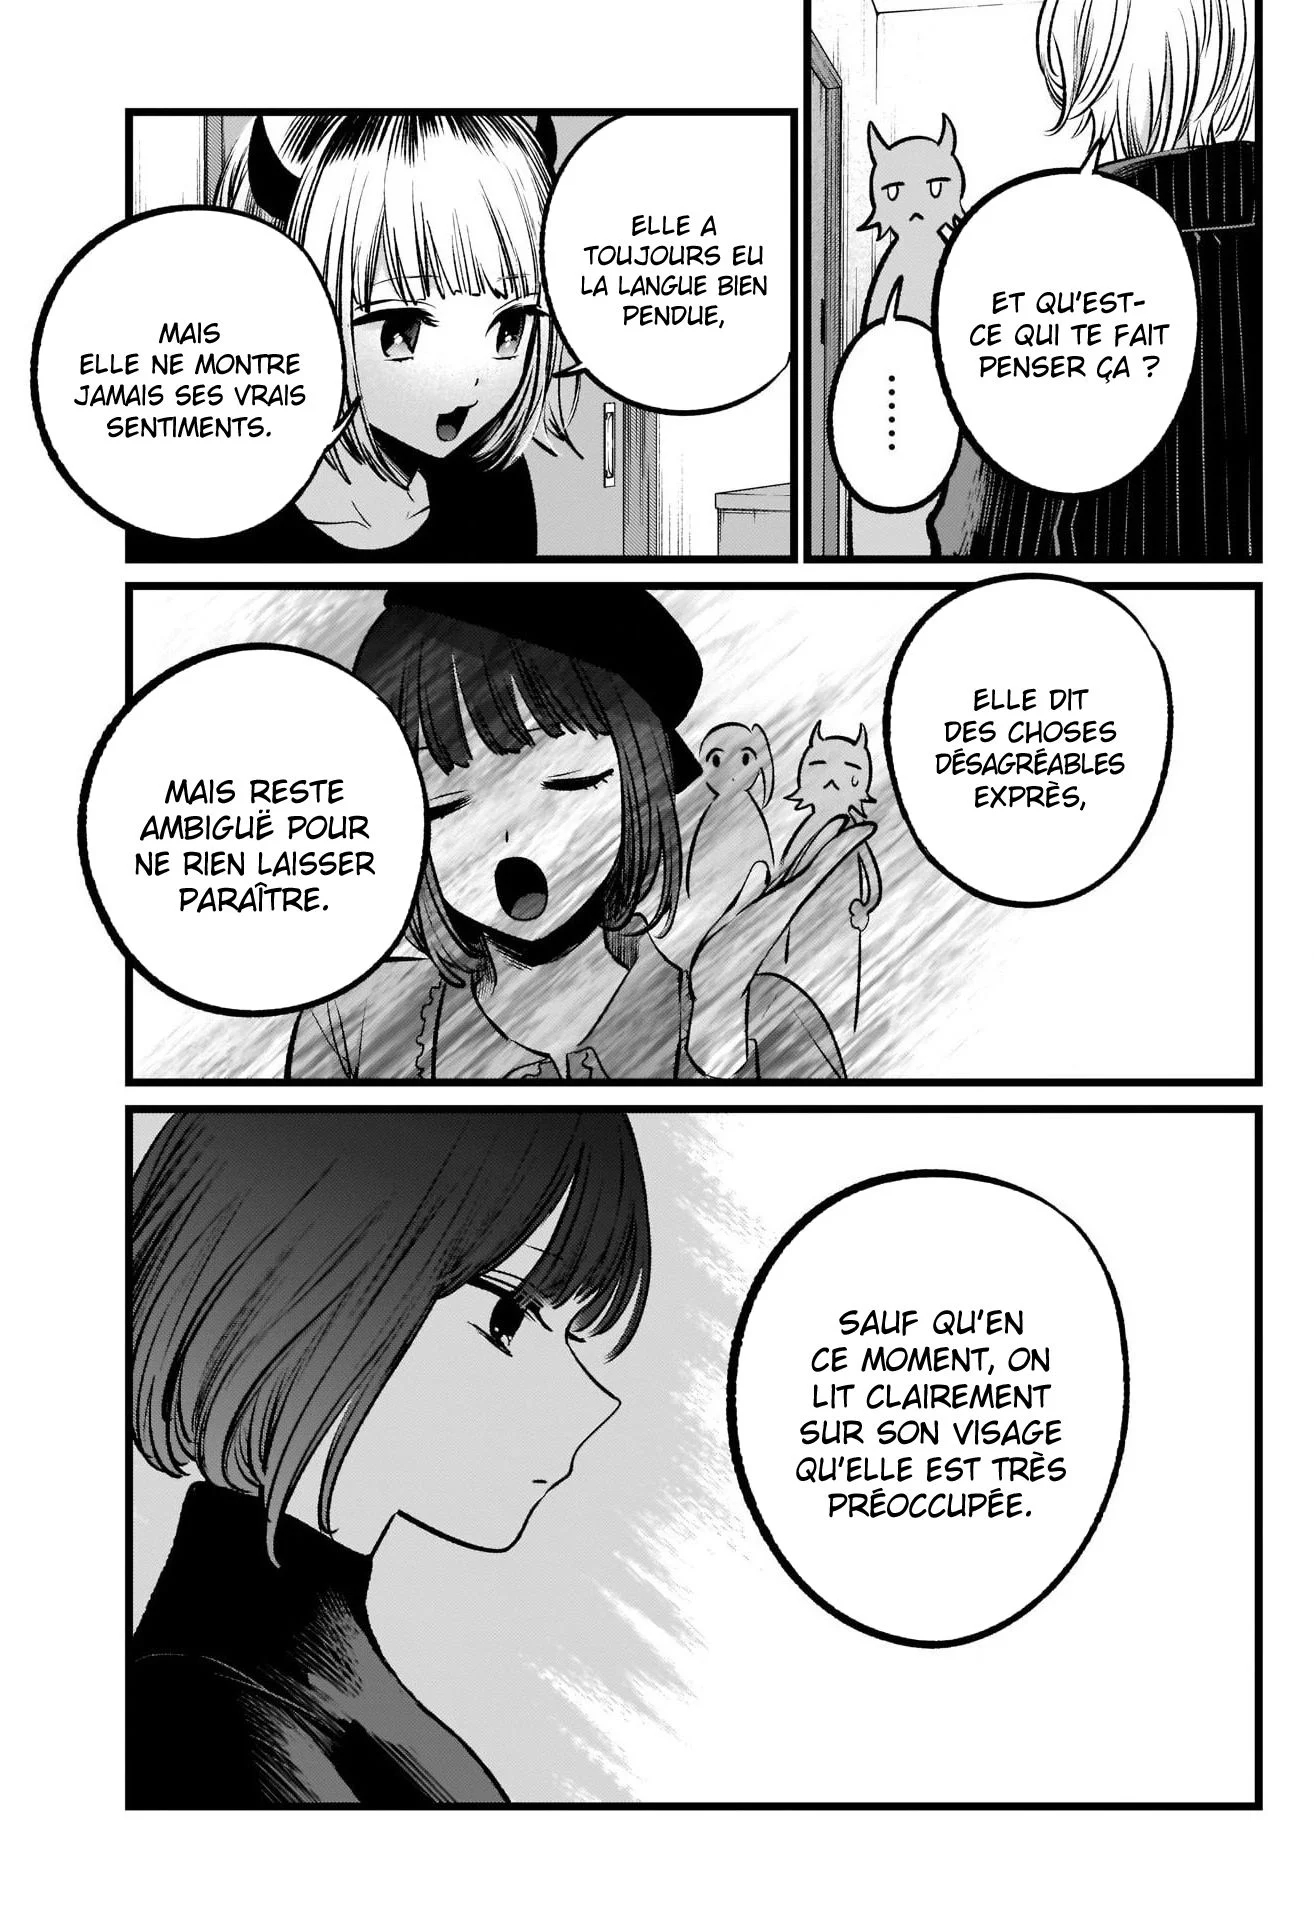 ET QU'EST-
CE QUI TE FAIT
PENSER ÇA ?
......
ELLE A
TOUJOURS EU
LA LANGUE BIEN
PENDUE,
MAIS
ELLE NE MONTRE
JAMAIS SES VRAIS
SENTIMENTS.
ELLE DIT
DES CHOSES
DÉSAGRÉABLES
EXPRÈS,
MAIS RESTE
AMBIGUË POUR
NE RIEN LAISSER
PARAÎTRE.
SAUF QU'EN
CE MOMENT, ON
LIT CLAIREMENT
SUR SON VISAGE
QU'ELLE EST TRÈS
PRÉOCCUPÉE.